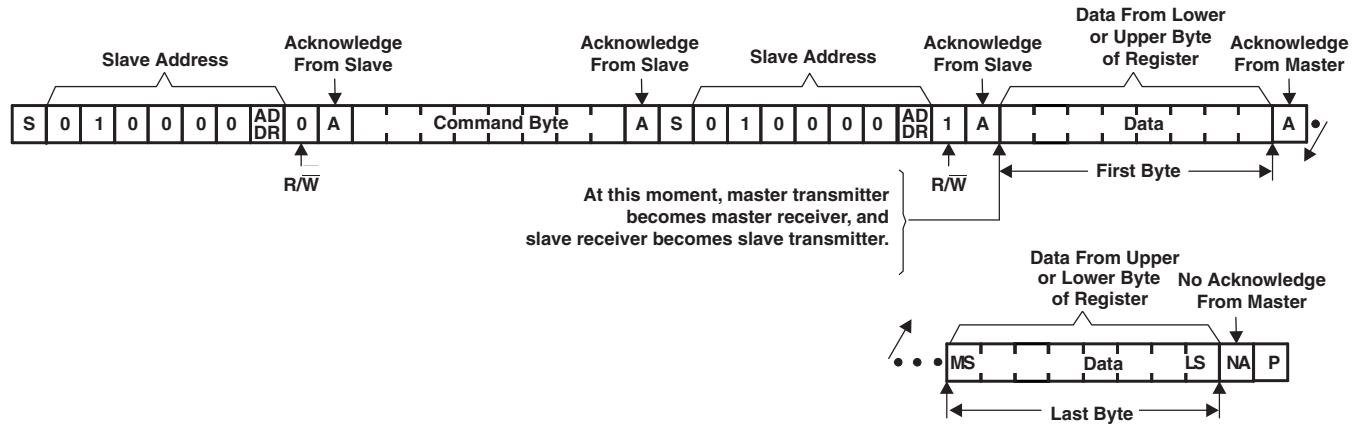 Slave Address
Acknowledge
From Slave
Acknowledge
From Slave
Slave Address
Acknowledge
From Slave
Data From Lower
or Upper Byte
of Register
Acknowledge
From Master
S 0 1 0 0 0 0 AD DR 0 A Command Byte A S 0 1 0 0 0 0 AD DR 1 A Data A
R/W̅
R/W̅
First Byte
At this moment, master transmitter
becomes master receiver, and
slave receiver becomes slave transmitter.
Data From Upper
or Lower Byte
of Register
No Acknowledge
From Master
MS Data LS NA P
Last Byte